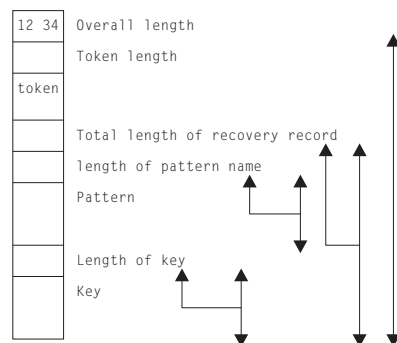 12 34 Overall length
Token length
token
Total length of recovery record
length of pattern name
Pattern
Length of key
Key